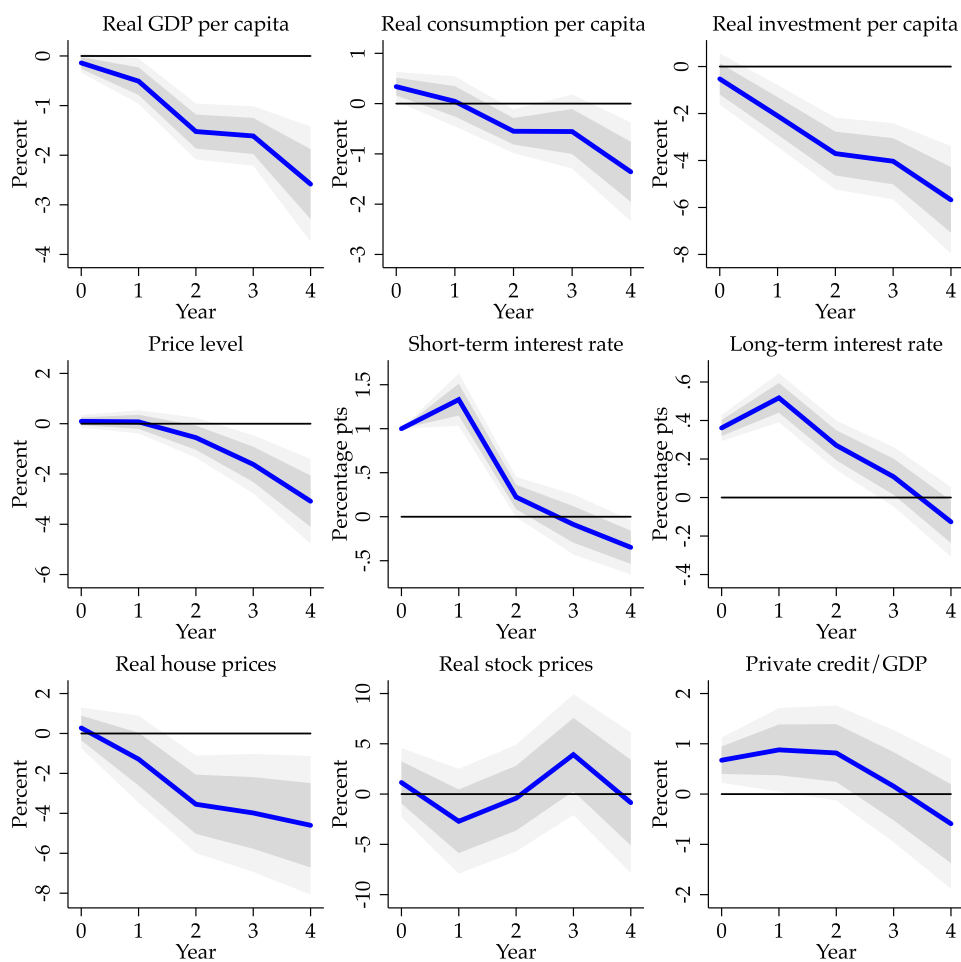 Real GDP per capita
Percent
0
-1
-2
-3
-4
0 1 2 3 4
Year
Real consumption per capita
Percent
1
0
-1
-2
-3
0 1 2 3 4
Year
Real investment per capita
Percent
0
-2
-4
-6
-8
0 1 2 3 4
Year
Price level
Percent
2
0
-2
-4
-6
0 1 2 3 4
Year
Short-term interest rate
Percentage pts
1.5
1
.5
0
-.5
0 1 2 3 4
Year
Long-term interest rate
Percentage pts
.6
.4
.2
0
-.2
-.4
0 1 2 3 4
Year
Real house prices
Percent
2
0
-2
-4
-6
-8
0 1 2 3 4
Year
Real stock prices
Percent
10
5
0
-5
-10
0 1 2 3 4
Year
Private credit/GDP
Percent
2
1
0
-1
-2
0 1 2 3 4
Year